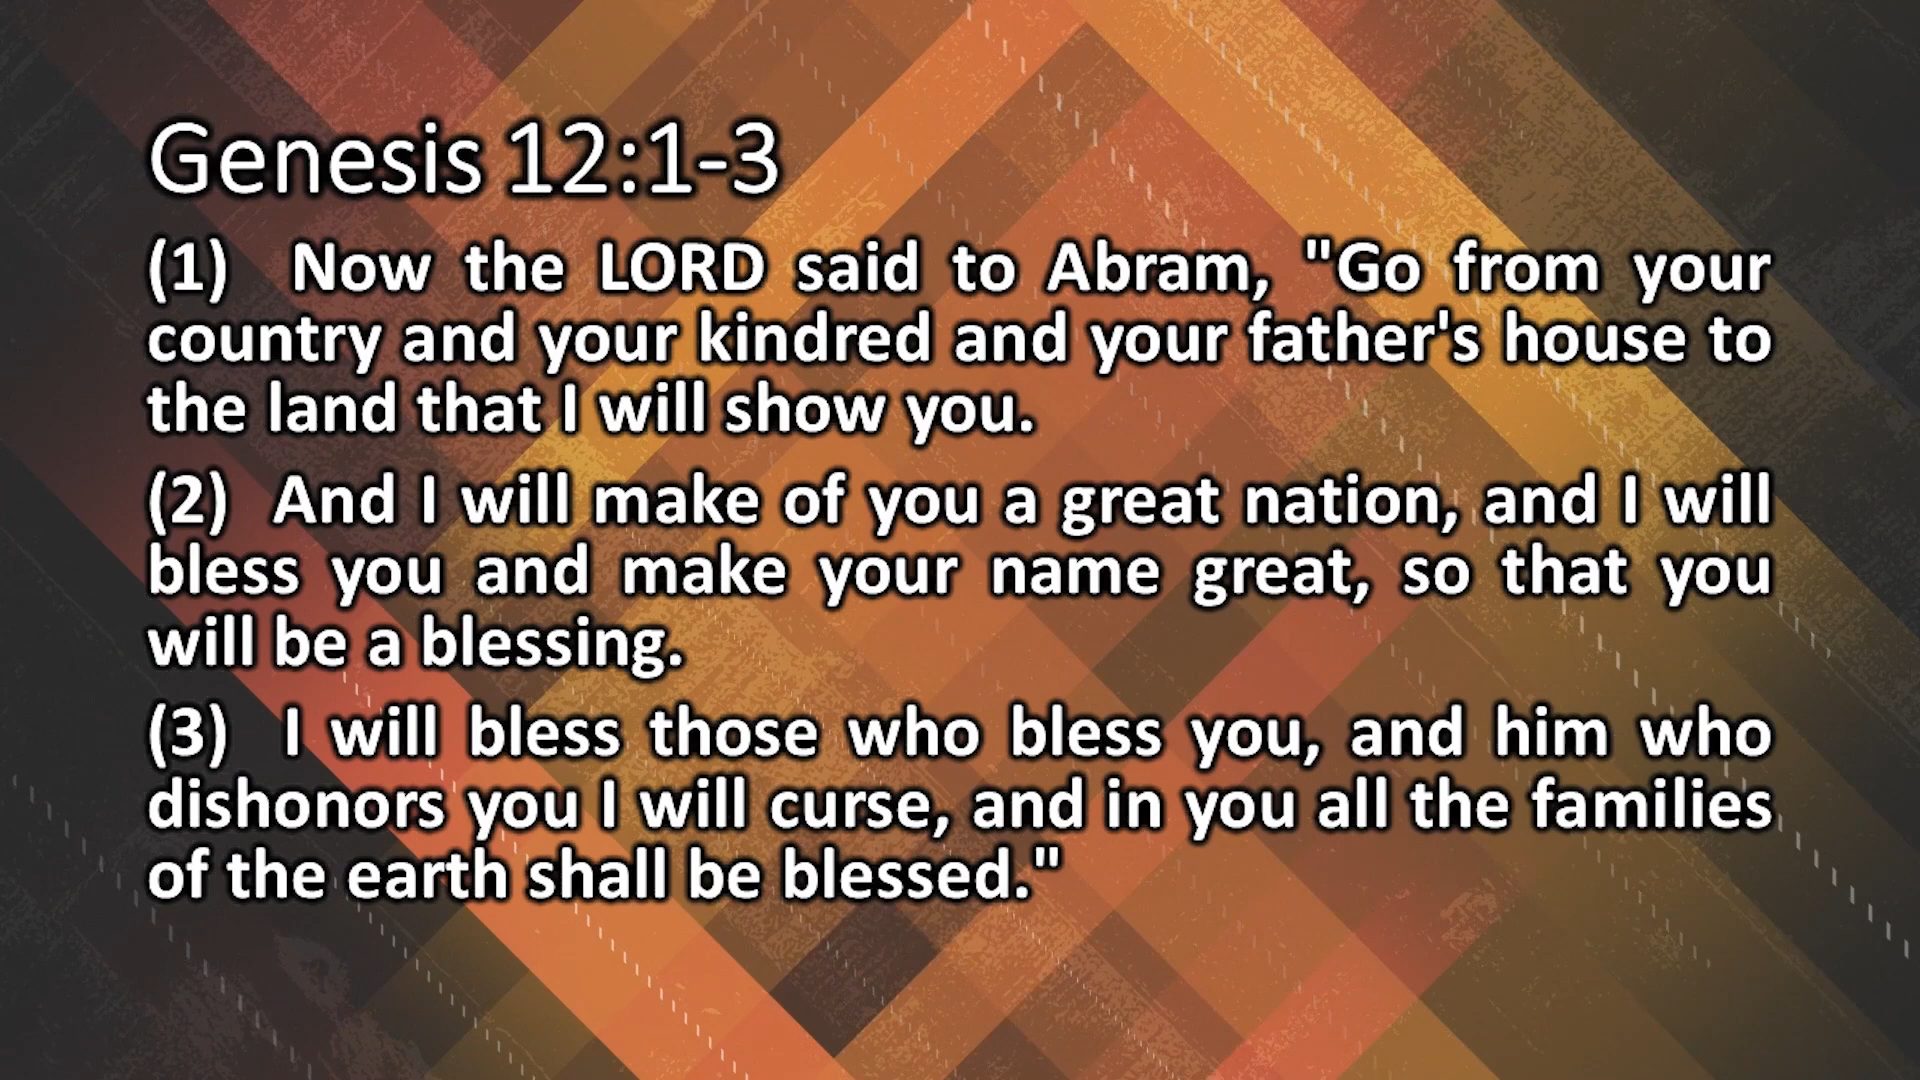 Genesis 12:1-3
(1) Now the LORD said to Abram, "Go from your
country and your kindred and your father's house to
the land that I will show you.
(2) And I will make of you a great nation, and I will
bless you and make your name great, so that you
will be a blessing.
(3) I will bless those who bless you, and him who
dishonors you I will curse, and in you all the families
of the earth shall be blessed."